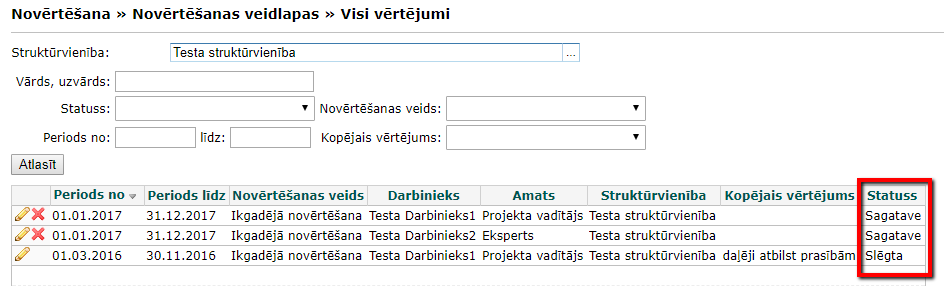 Novērtēšana » Novērtēšanas veidlapas » Visi vērtējumi
Struktūrvienība: Testa struktūrvienība ...
Vārds, uzvārds:
Statuss: Novērtēšanas veids:
Periods no: līdz: Kopējais vērtējums:
Atlasīt
Periods no Periods līdz Novērtēšanas veids Darbinieks Amats Struktūrvienība Kopējais vērtējums Statuss
01.01.2017 31.12.2017 Ikgadējā novērtēšana Testa Darbinieks1 Projekta vadītājs Testa struktūrvienība Sagatave
01.01.2017 31.12.2017 Ikgadējā novērtēšana Testa Darbinieks2 Eksperts Testa struktūrvienība Sagatave
01.03.2016 30.11.2016 Ikgadējā novērtēšana Testa Darbinieks1 Projekta vadītājs Testa struktūrvienība daļēji atbilst prasībām Slēgta